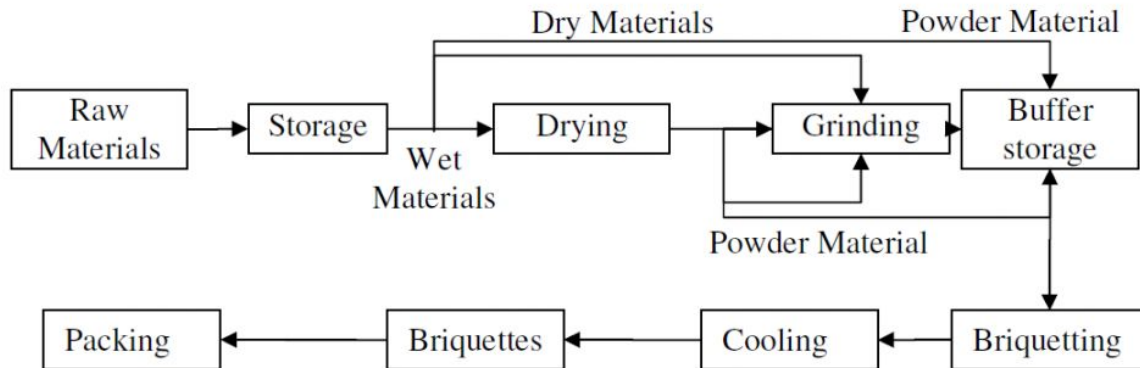 Dry Materials
Powder Material
Raw
Materials
Storage
Wet
Materials
Drying
Grinding
Buffer
storage
Powder Material
Packing
Briquettes
Cooling
Briquetting